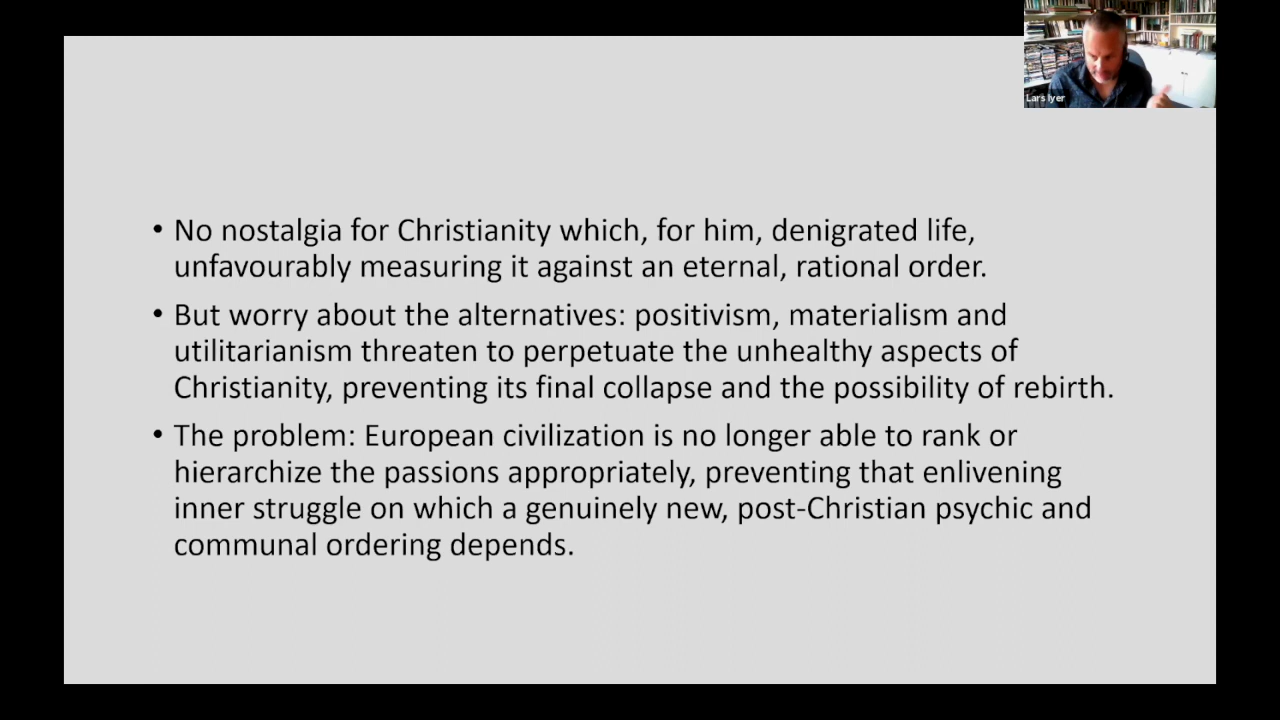 Lars Iyer
• No nostalgia for Christianity which, for him, denigrated life,
unfavourably measuring it against an eternal, rational order.
• But worry about the alternatives: positivism, materialism and
utilitarianism threaten to perpetuate the unhealthy aspects of
Christianity, preventing its final collapse and the possibility of rebirth.
• The problem: European civilization is no longer able to rank or
hierarchize the passions appropriately, preventing that enlivening
inner struggle on which a genuinely new, post-Christian psychic and
communal ordering depends.